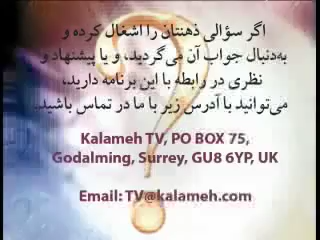 اگر سؤالی ذهنتان را اشغال کرده و
به‌دنبال جواب آن می‌گردید، و یا پیشنهاد و
نظری در رابطه با این برنامه دارید،
می‌توانید با آدرس زیر با ما در تماس باشید.
Kalameh TV, PO BOX 75,
Godalming, Surrey, GU8 6YP, UK
Email: TV@kalameh.com